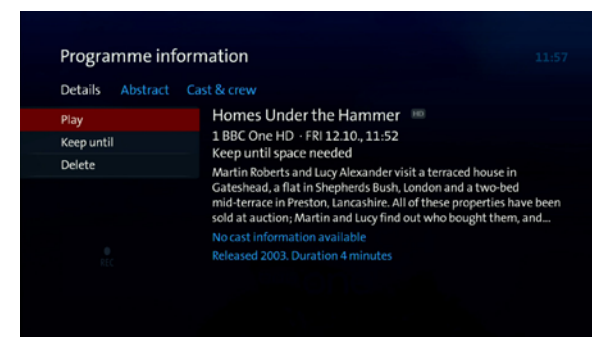 Programme information
11:57
Details Abstract Cast & crew
Play
Keep until
Delete
Homes Under the Hammer HD
1 BBC One HD · FRI 12.10., 11:52
Keep until space needed
Martin Roberts and Lucy Alexander visit a terraced house in
Gateshead, a flat in Shepherds Bush, London and a two-bed
mid-terrace in Preston, Lancashire. All of these properties have been
sold at auction; Martin and Lucy find out who bought them, and...
No cast information available
Released 2003. Duration 4 minutes
REC